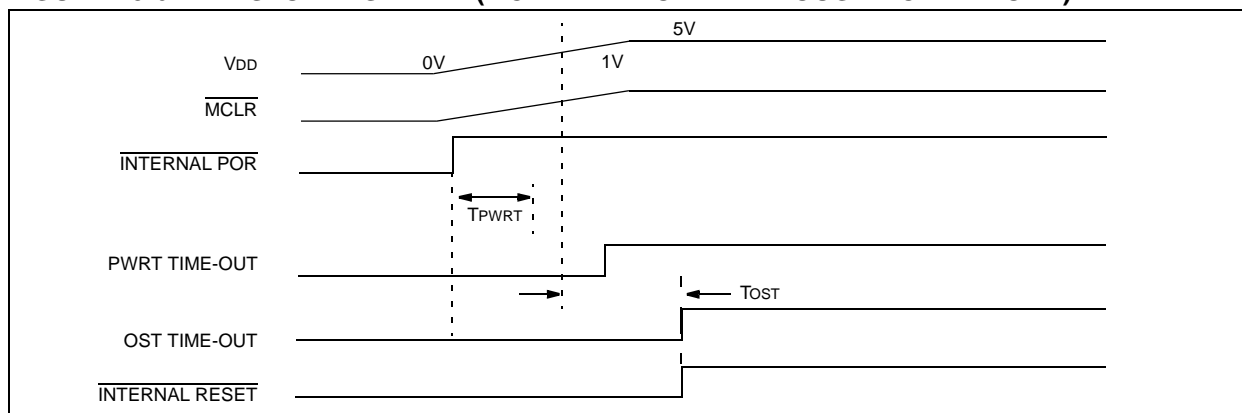 5V
VDD
0V
1V
MCLR
INTERNAL POR
TPWRT
PWRT TIME-OUT
TOST
OST TIME-OUT
INTERNAL RESET